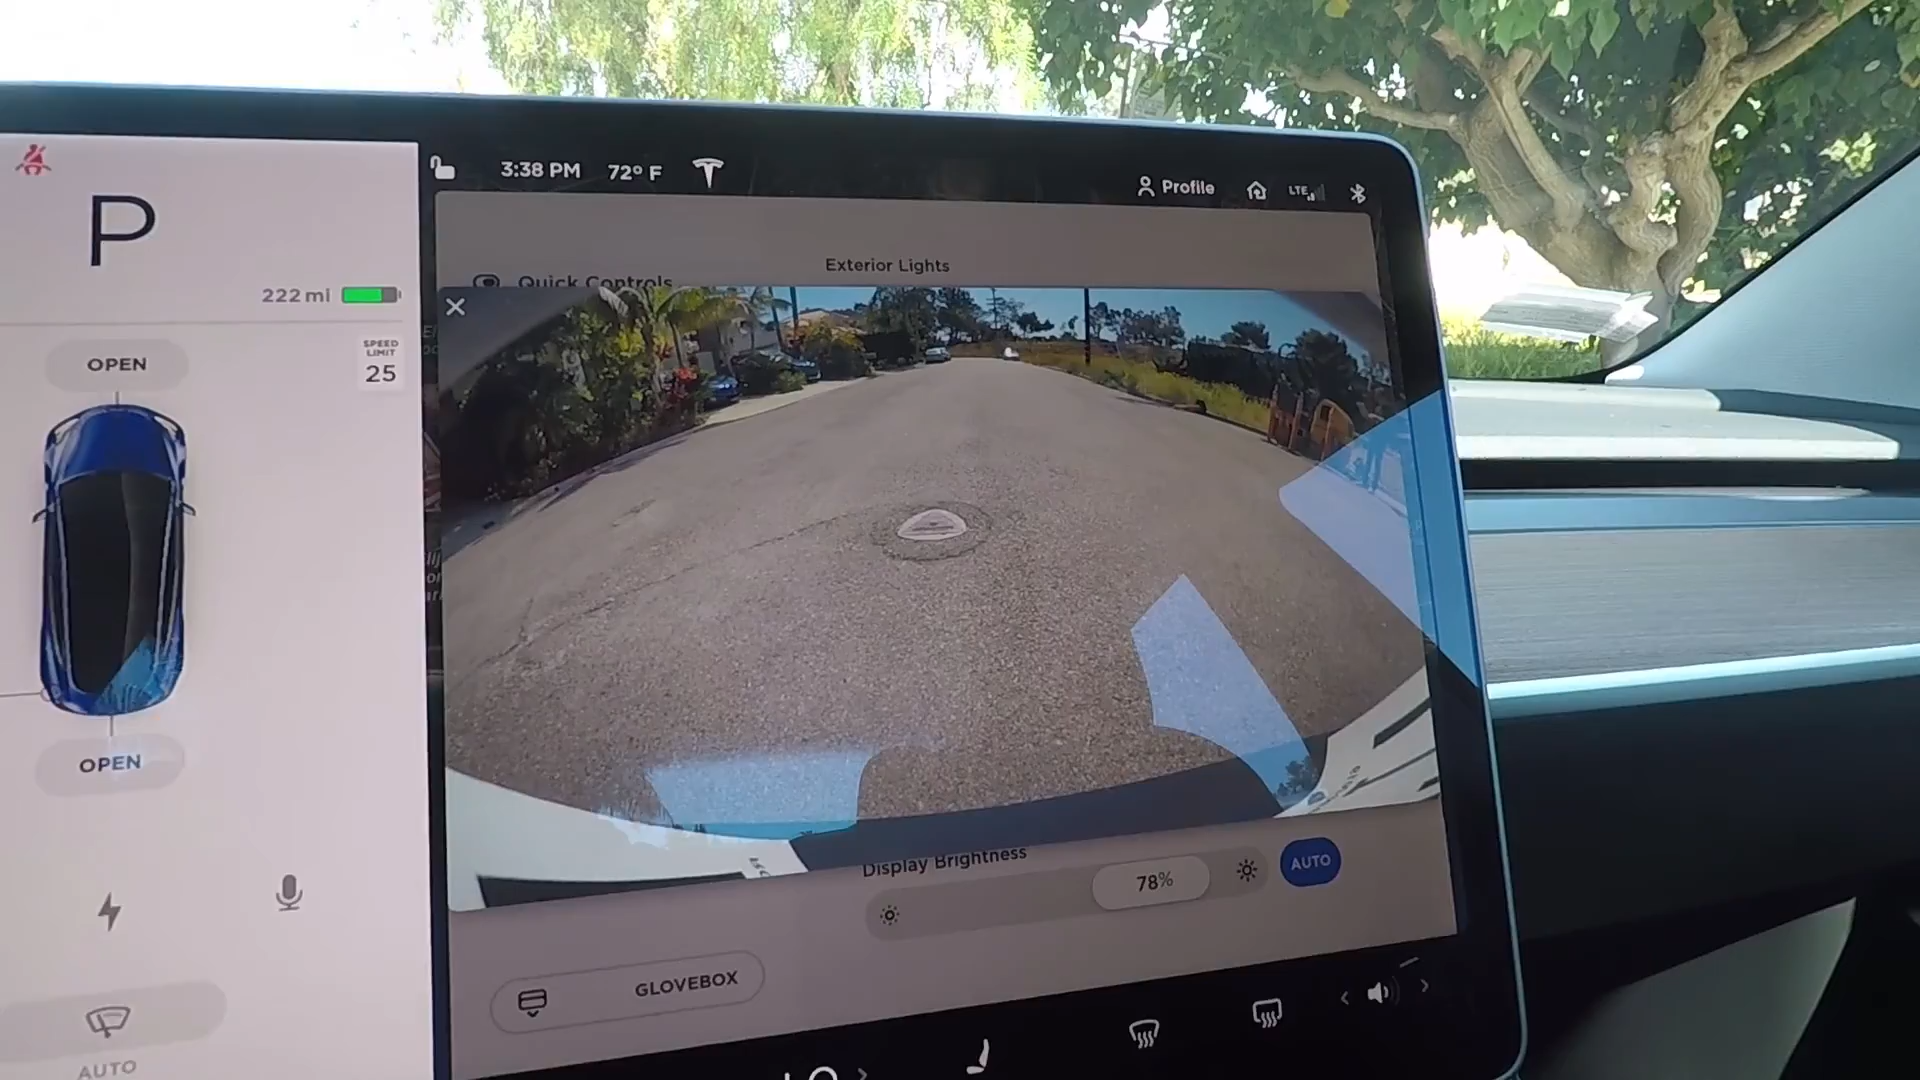 3:38 PM 72° F
Profile LTE
P
Exterior Lights
Quick Controls
222 mi
SPEED
LIMIT
25
OPEN
OPEN
Display Brightness
78%
AUTO
GLOVEBOX
AUTO